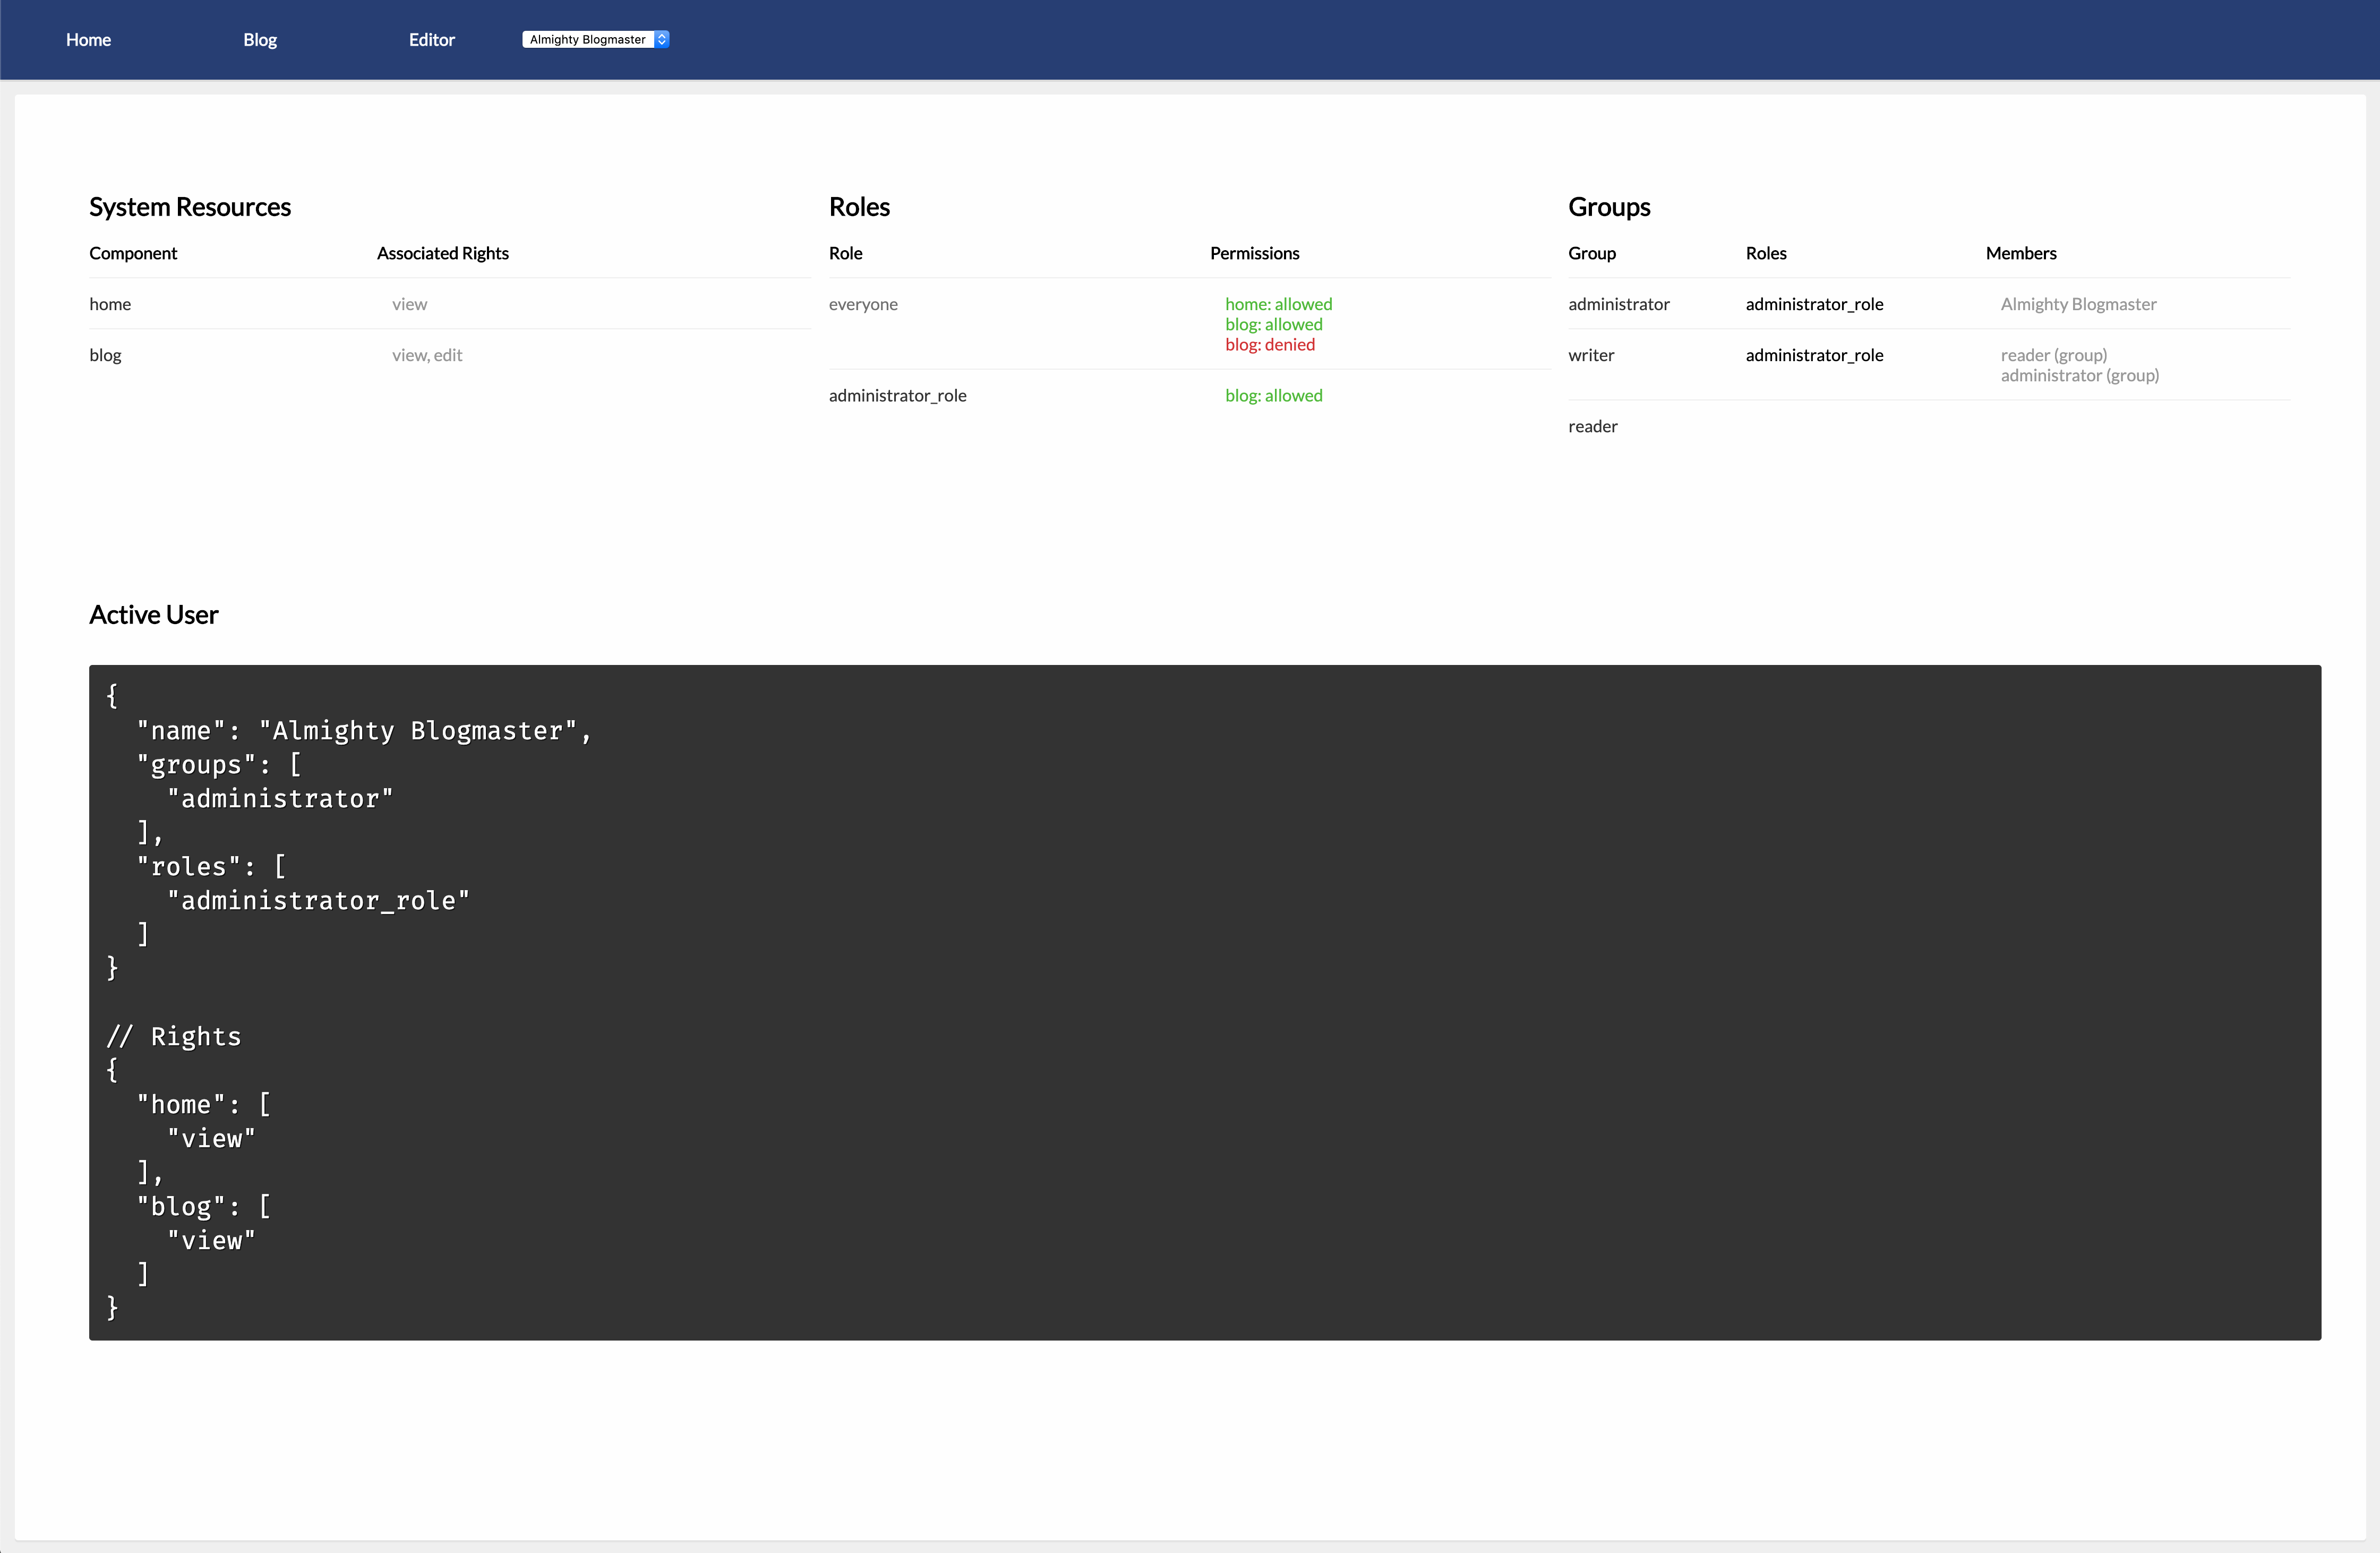 Home Blog Editor Almighty Blogmaster
System Resources
Component Associated Rights
home view
blog view, edit
Roles
Role Permissions
everyone home: allowed
blog: allowed
blog: denied
administrator_role blog: allowed
Groups
Group Roles Members
administrator administrator_role Almighty Blogmaster
writer administrator_role reader (group)
administrator (group)
reader
Active User
{
  "name": "Almighty Blogmaster",
  "groups": [
    "administrator"
  ],
  "roles": [
    "administrator_role"
  ]
}
// Rights
{
  "home": [
    "view"
  ],
  "blog": [
    "view"
  ]
}